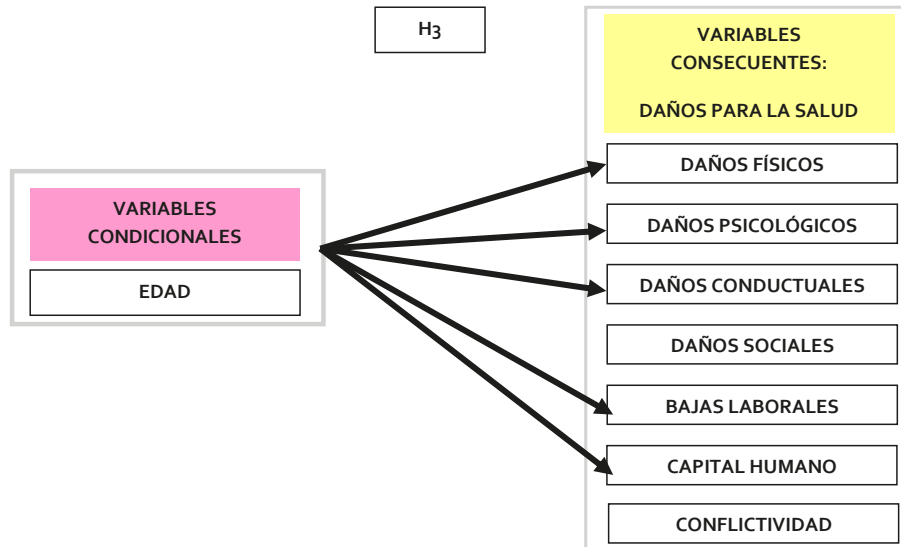 H3
VARIABLES
CONSECUENTES:
DAÑOS PARA LA SALUD
DAÑOS FÍSICOS
VARIABLES
CONDICIONALES
DAÑOS PSICOLÓGICOS
EDAD
DAÑOS CONDUCTUALES
DAÑOS SOCIALES
BAJAS LABORALES
CAPITAL HUMANO
CONFLICTIVIDAD